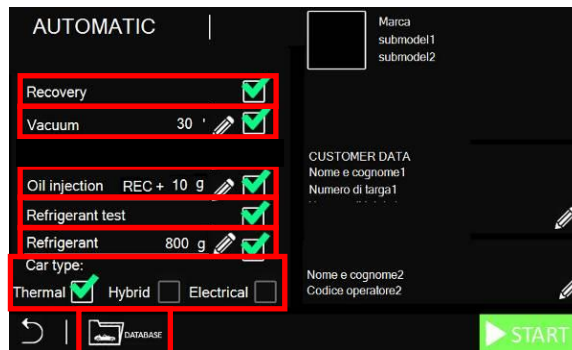 AUTOMATIC
Marca
submodel1
submodel2
Recovery
Vacuum 30 '
Oil injection REC + 10 g
Refrigerant test
Refrigerant 800 g
Car type:
Thermal Hybrid Electrical
CUSTOMER DATA
Nome e cognome1
Numero di targa1
Nome e cognome2
Codice operatore2
DATABASE
START